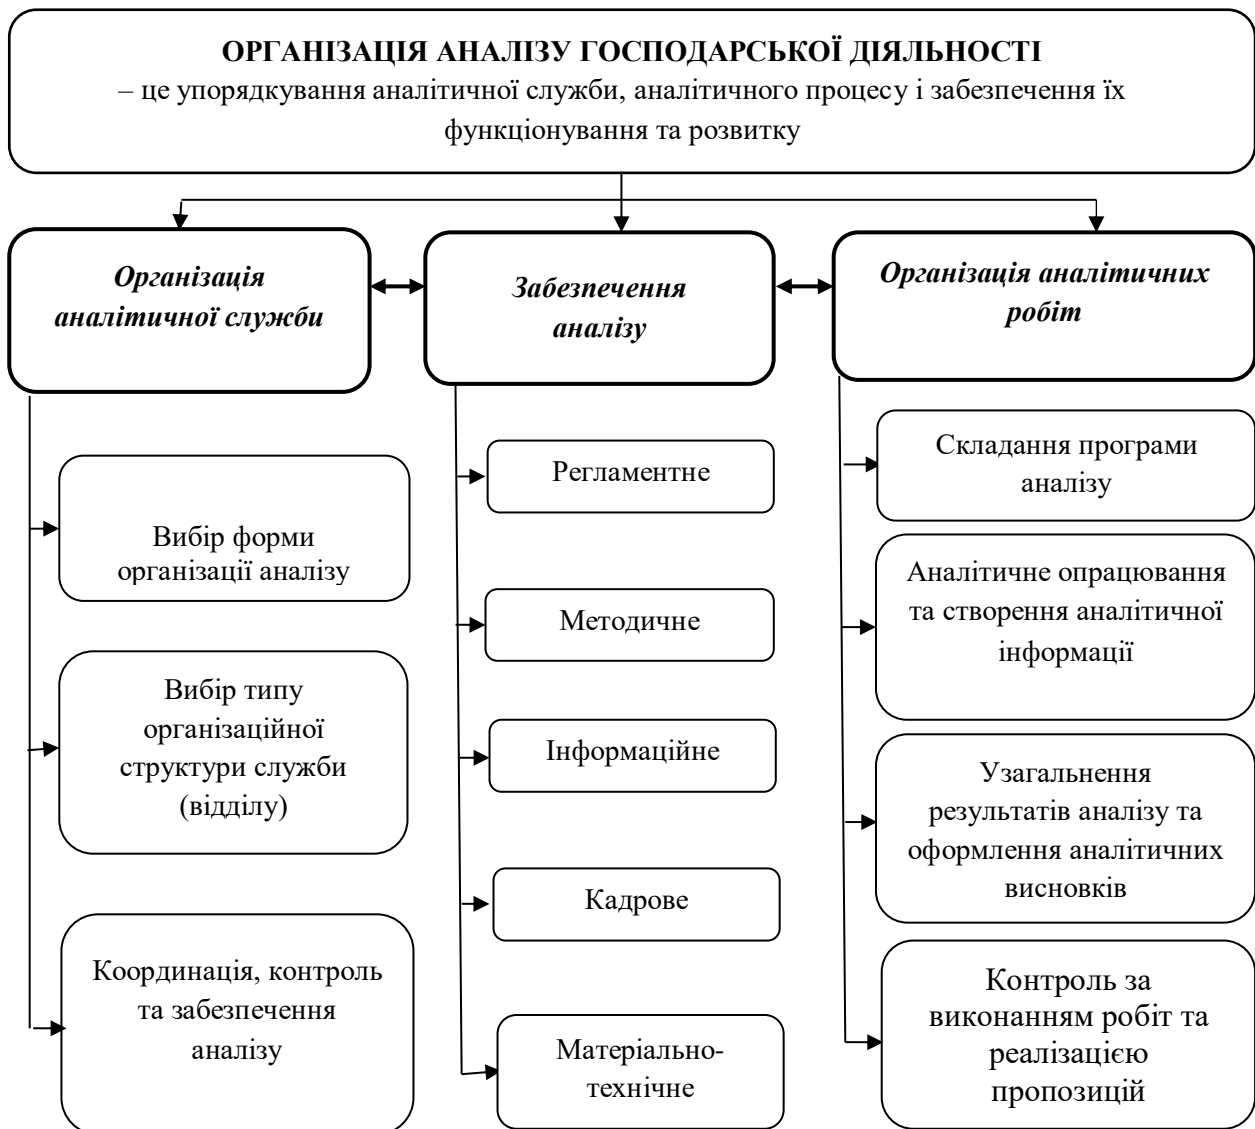 ОРГАНІЗАЦІЯ АНАЛІЗУ ГОСПОДАРСЬКОЇ ДІЯЛЬНОСТІ
– це упорядкування аналітичної служби, аналітичного процесу і забезпечення їх
функціонування та розвитку
Організація
аналітичної служби
Забезпечення
аналізу
Організація аналітичних
робіт
Вибір форми
організації аналізу
Вибір типу
організаційної
структури служби
(відділу)
Координація, контроль
та забезпечення
аналізу
Регламентне
Методичне
Інформаційне
Кадрове
Матеріально-
технічне
Складання програми
аналізу
Аналітичне опрацювання
та створення аналітичної
інформації
Узагальнення
результатів аналізу та
оформлення аналітичних
висновків
Контроль за
виконанням робіт та
реалізацією
пропозицій